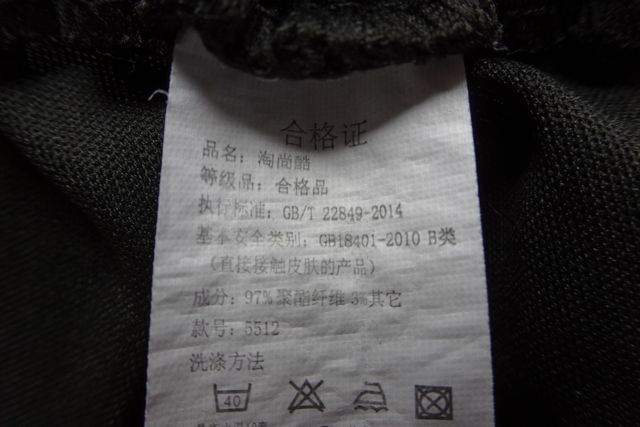 合格证
品名：淘尚酷
等级品：合格品
执行标准：GB/T 22849-2014
基本安全类别：GB18401-2010 B类
（直接接触皮肤的产品）
成分：97%聚酯纤维 3%其它
款号：5512
洗涤方法
40